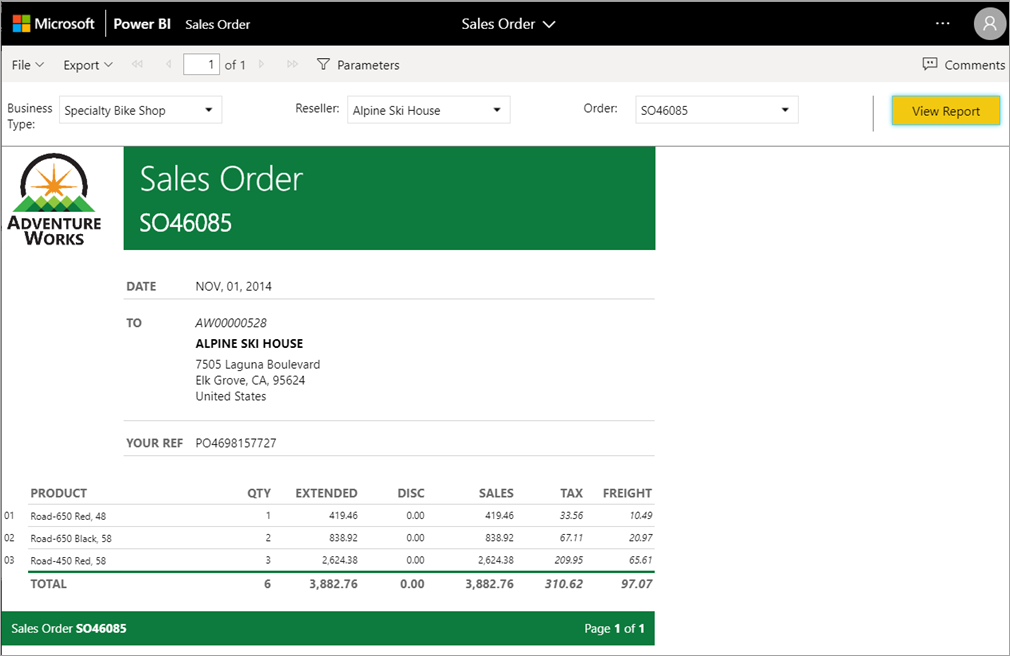 Microsoft Power BI Sales Order Sales Order ...
File Export 1 of 1 Parameters Comments
Business Type: Specialty Bike Shop Reseller: Alpine Ski House Order: SO46085 View Report
ADVENTURE WORKS
Sales Order
SO46085
DATE NOV, 01, 2014
TO AW00000528
ALPINE SKI HOUSE
7505 Laguna Boulevard
Elk Grove, CA, 95624
United States
YOUR REF PO4698157727
PRODUCT QTY EXTENDED DISC SALES TAX FREIGHT
01 Road-650 Red, 48 1 419.46 0.00 419.46 33.56 10.49
02 Road-650 Black, 58 2 838.92 0.00 838.92 67.11 20.97
03 Road-450 Red, 58 3 2,624.38 0.00 2,624.38 209.95 65.61
TOTAL 6 3,882.76 0.00 3,882.76 310.62 97.07
Sales Order SO46085 Page 1 of 1